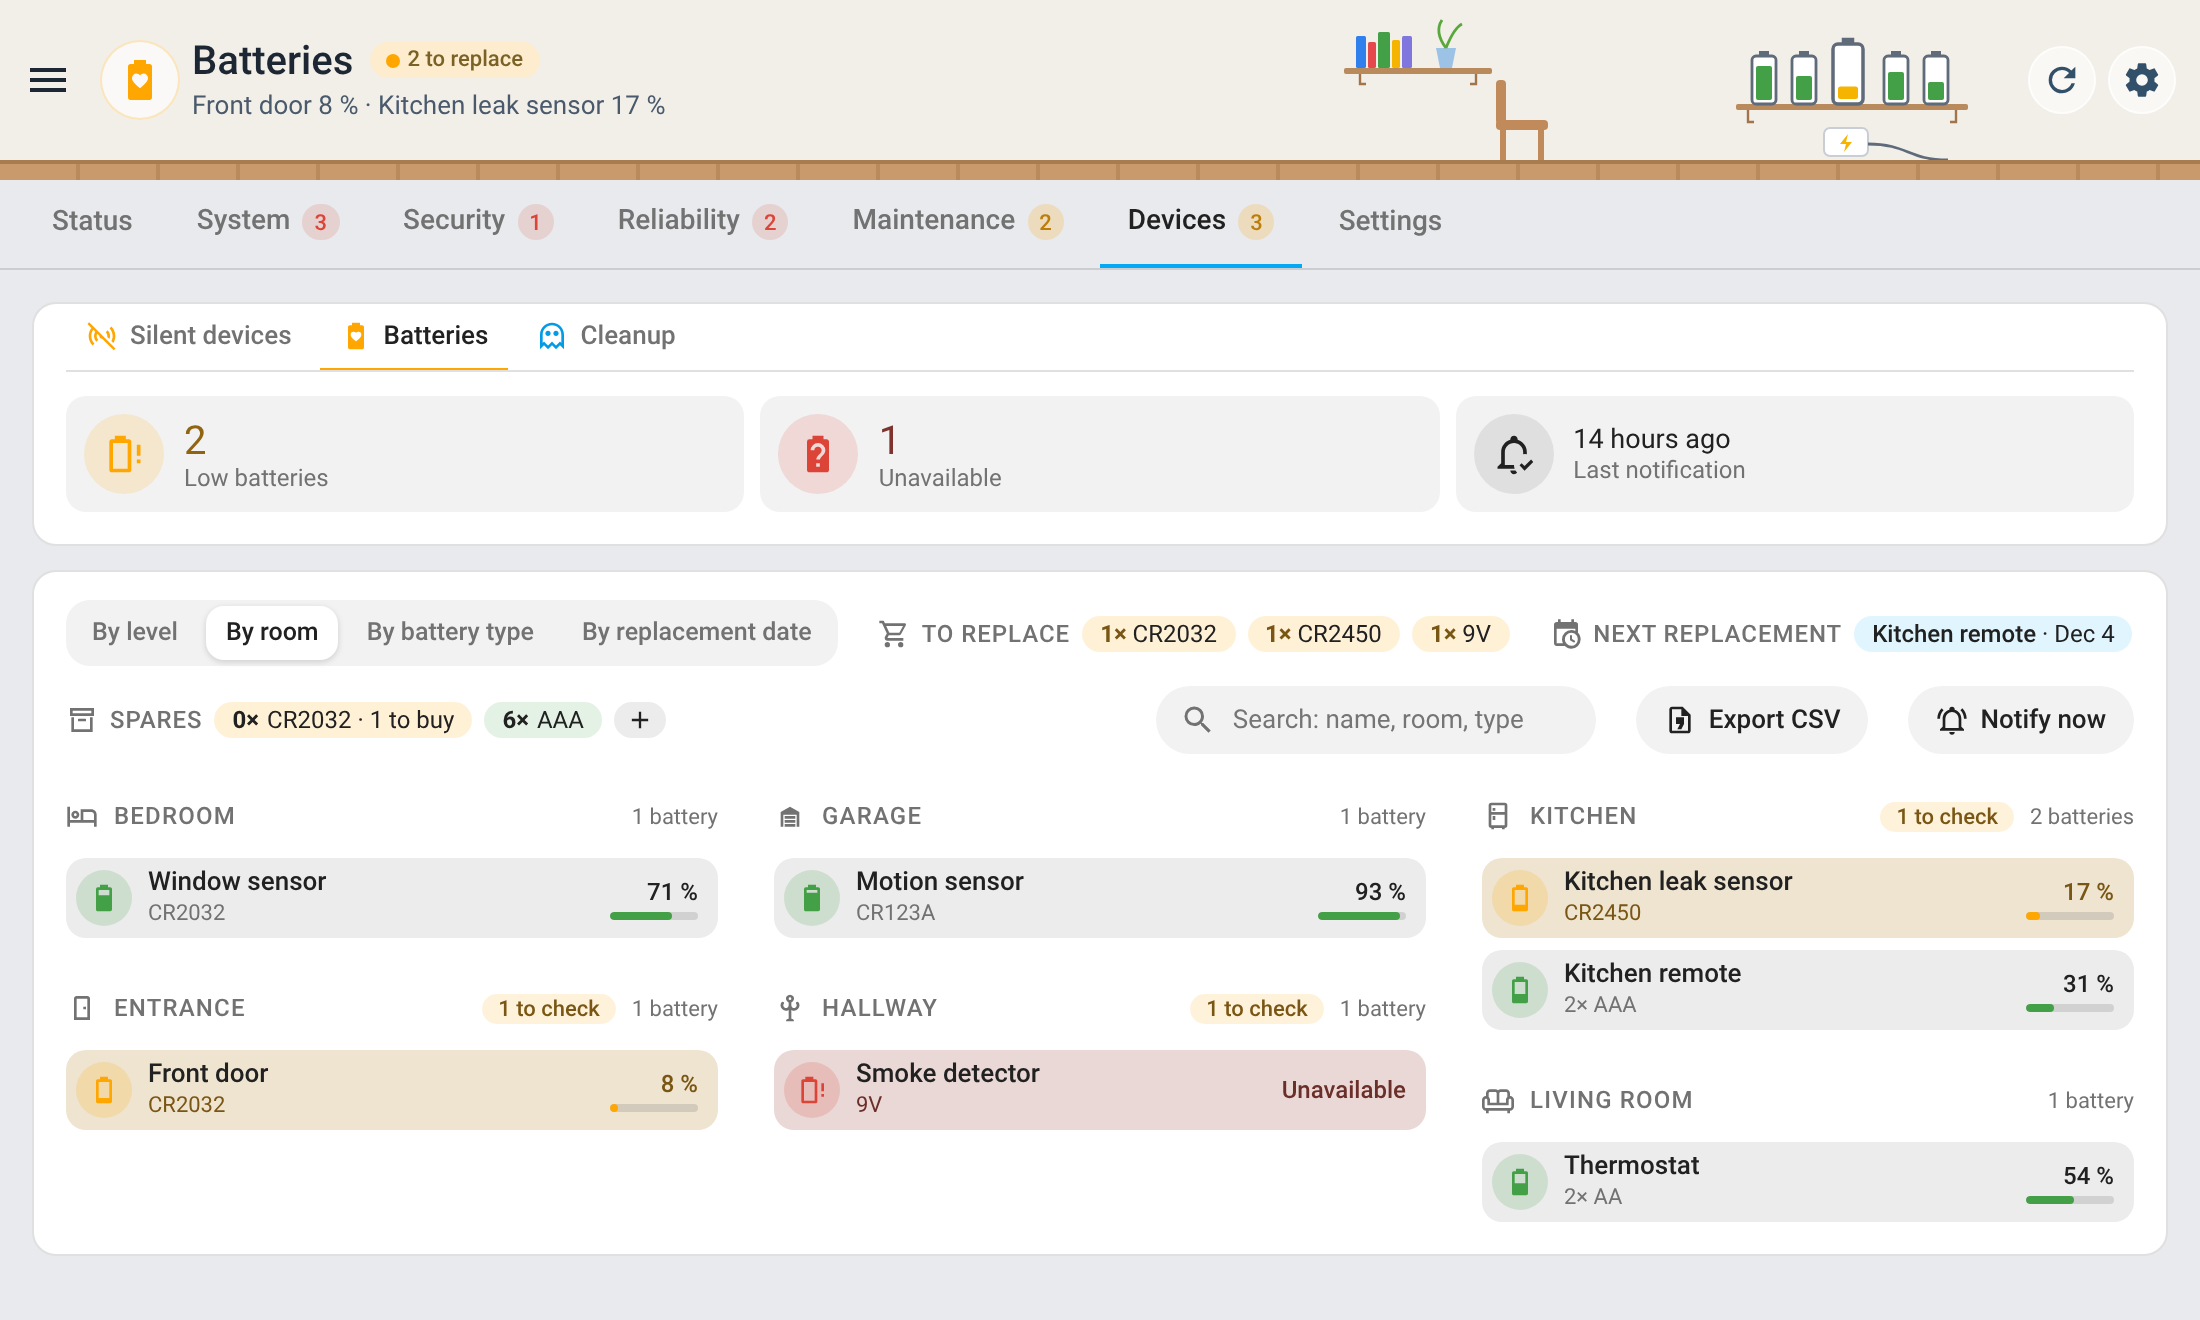 Batteries
2 to replace
Front door 8 % · Kitchen leak sensor 17 %
Status
System 3
Security 1
Reliability 2
Maintenance 2
Devices 3
Settings
Silent devices
Batteries
Cleanup
2
Low batteries
1
Unavailable
14 hours ago
Last notification
By level
By room
By battery type
By replacement date
TO REPLACE
1× CR2032
1× CR2450
1× 9V
NEXT REPLACEMENT
Kitchen remote · Dec 4
SPARES
0× CR2032 · 1 to buy
6× AAA
+
Search: name, room, type
Export CSV
Notify now
BEDROOM
1 battery
Window sensor
CR2032
71 %
GARAGE
1 battery
Motion sensor
CR123A
93 %
KITCHEN
1 to check
2 batteries
Kitchen leak sensor
CR2450
17 %
Kitchen remote
2× AAA
31 %
ENTRANCE
1 to check
1 battery
Front door
CR2032
8 %
HALLWAY
1 to check
1 battery
Smoke detector
9V
Unavailable
LIVING ROOM
1 battery
Thermostat
2× AA
54 %